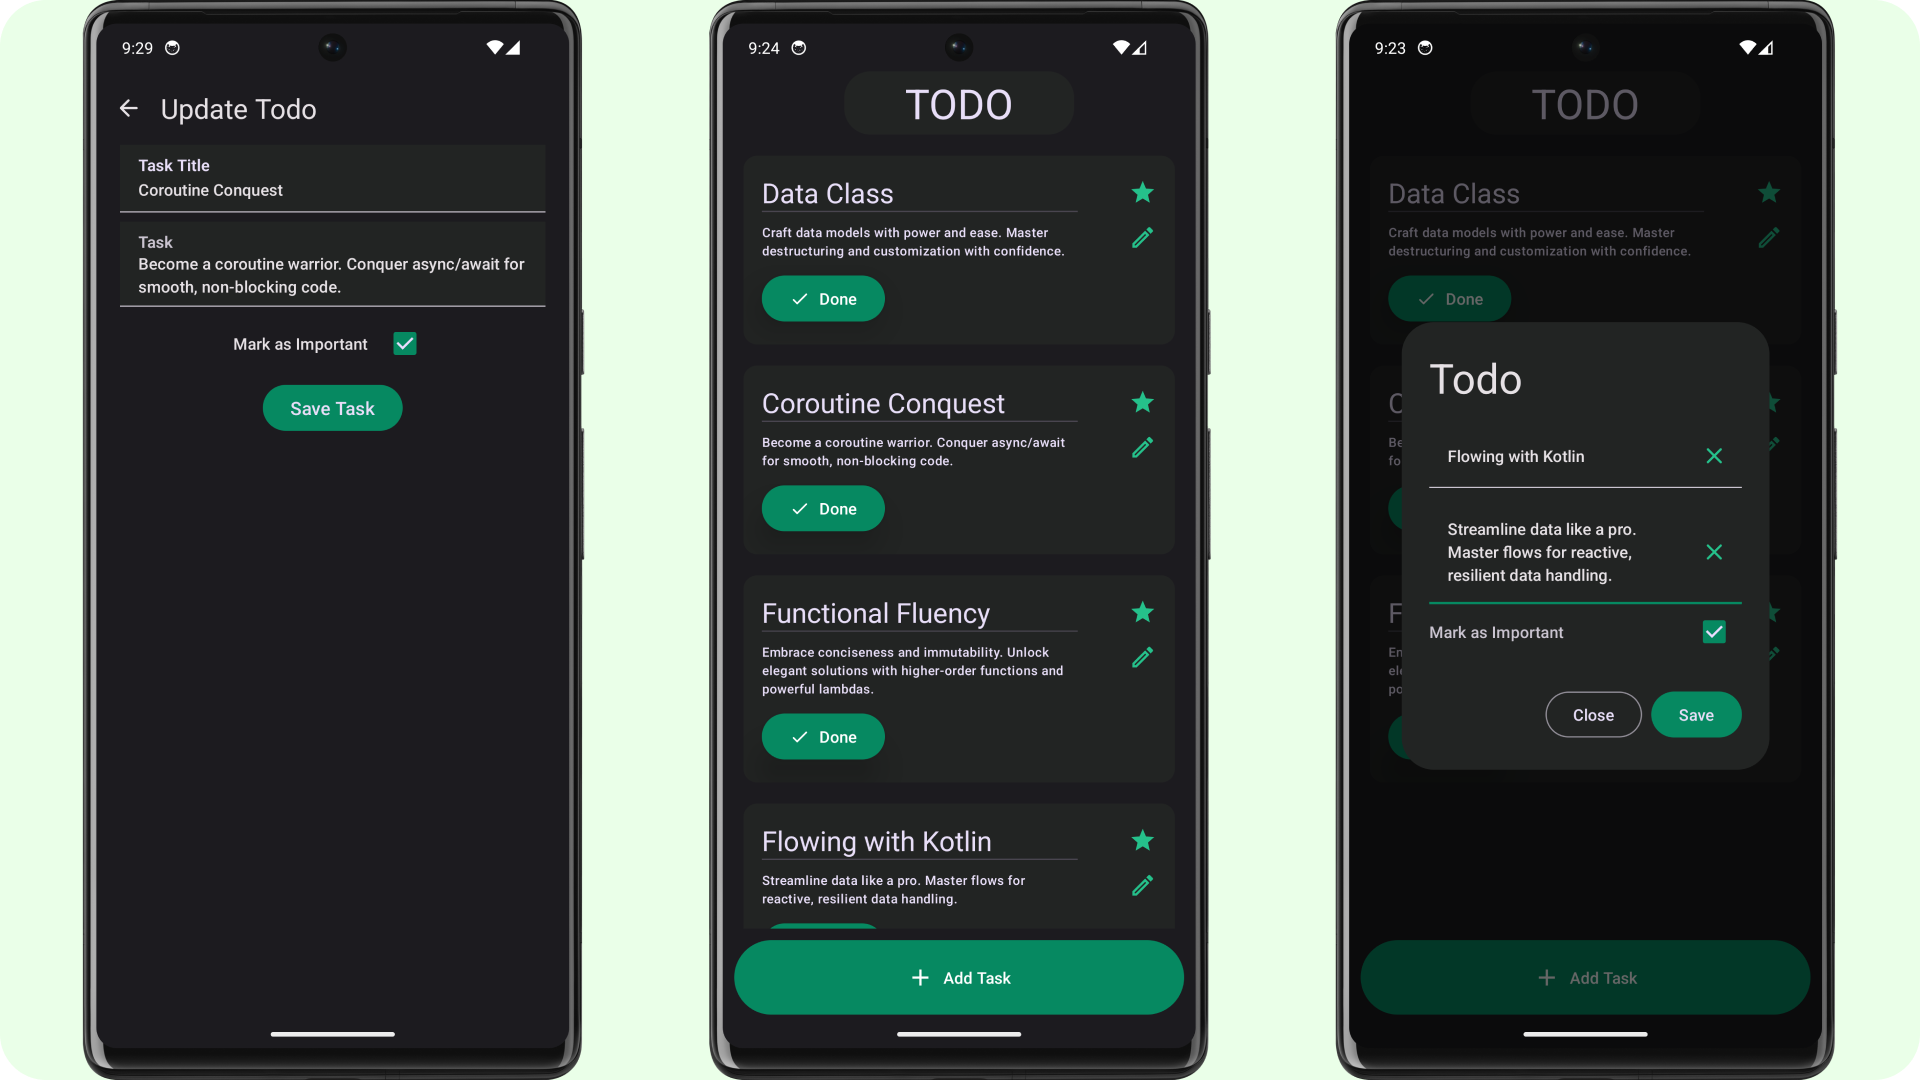 9:29
Update Todo
Task Title
Coroutine Conquest
Task
Become a coroutine warrior. Conquer async/await for
smooth, non-blocking code.
Mark as Important
Save Task
9:24
TODO
Data Class
Craft data models with power and ease. Master
destructuring and customization with confidence.
Done
Coroutine Conquest
Become a coroutine warrior. Conquer async/await
for smooth, non-blocking code.
Done
Functional Fluency
Embrace conciseness and immutability. Unlock
elegant solutions with higher-order functions and
powerful lambdas.
Done
Flowing with Kotlin
Streamline data like a pro. Master flows for
reactive, resilient data handling.
Add Task
9:23
TODO
Data Class
Craft data models with power and ease. Master
destructuring and customization with confidence.
Done
Todo
Flowing with Kotlin
Streamline data like a pro.
Master flows for reactive,
resilient data handling.
Mark as Important
Close
Save
Add Task